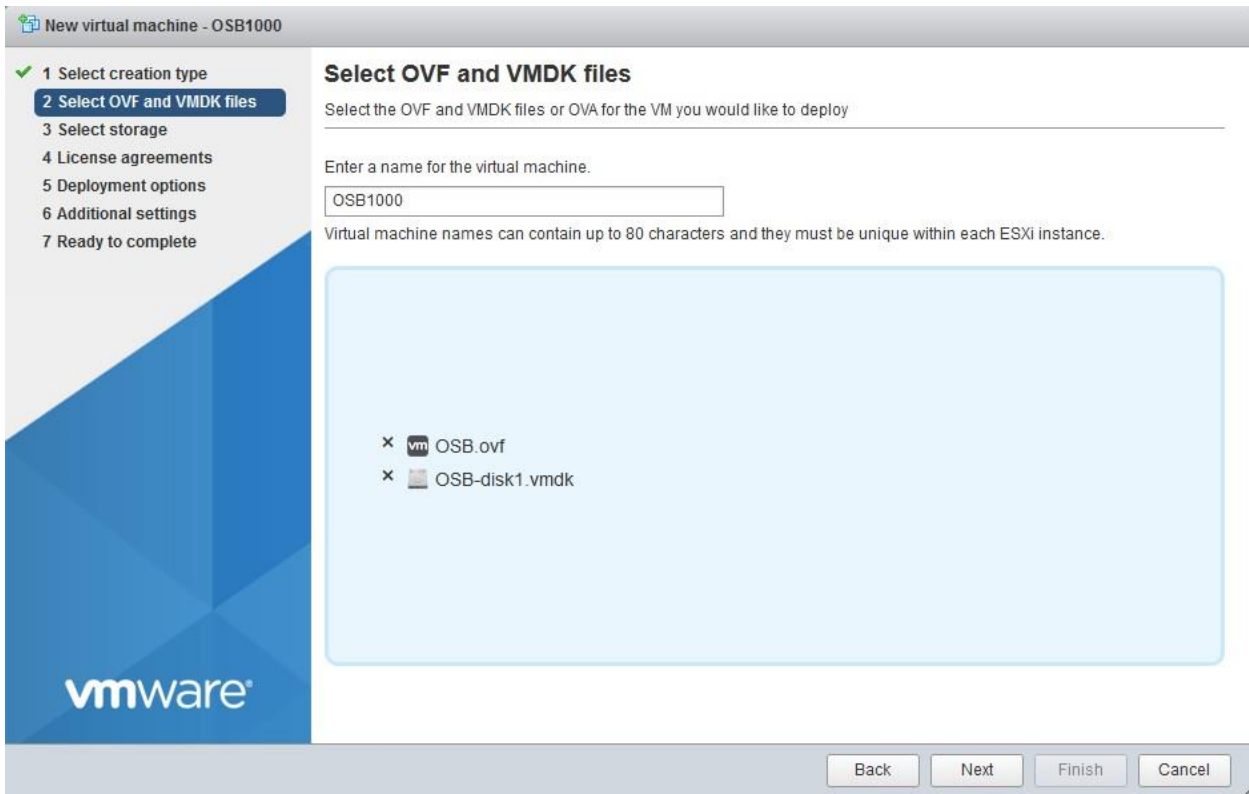 New virtual machine - OSB1000
1 Select creation type
2 Select OVF and VMDK files
3 Select storage
4 License agreements
5 Deployment options
6 Additional settings
7 Ready to complete
vmware®
Select OVF and VMDK files
Select the OVF and VMDK files or OVA for the VM you would like to deploy
Enter a name for the virtual machine.
OSB1000
Virtual machine names can contain up to 80 characters and they must be unique within each ESXi instance.
× vm OSB.ovf
× OSB-disk1.vmdk
Back Next Finish Cancel